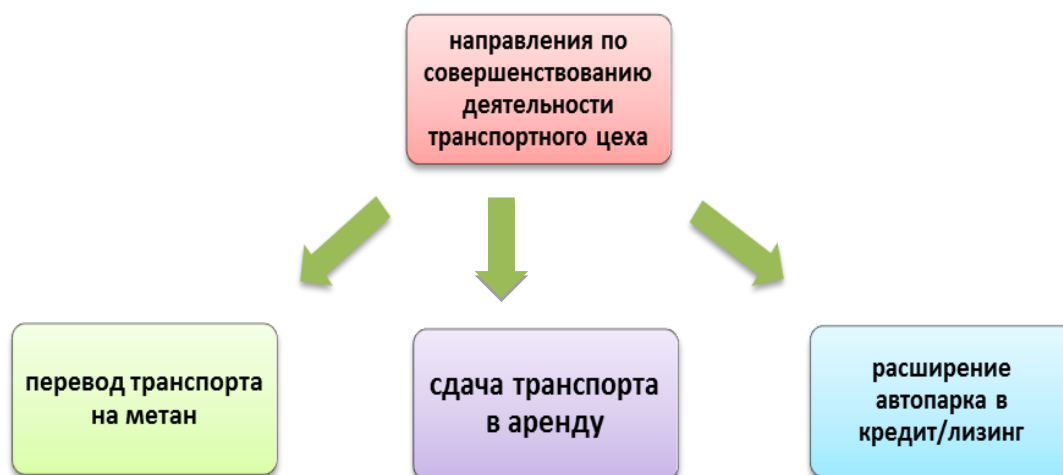 направления по
совершенствованию
деятельности
транспортного цеха
перевод транспорта
на метан
сдача транспорта
в аренду
расширение
автопарка в
кредит/лизинг